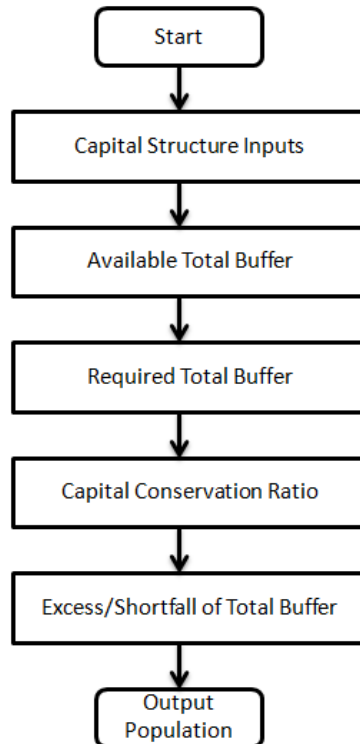 Start
Capital Structure Inputs
Available Total Buffer
Required Total Buffer
Capital Conservation Ratio
Excess/Shortfall of Total Buffer
Output
Population